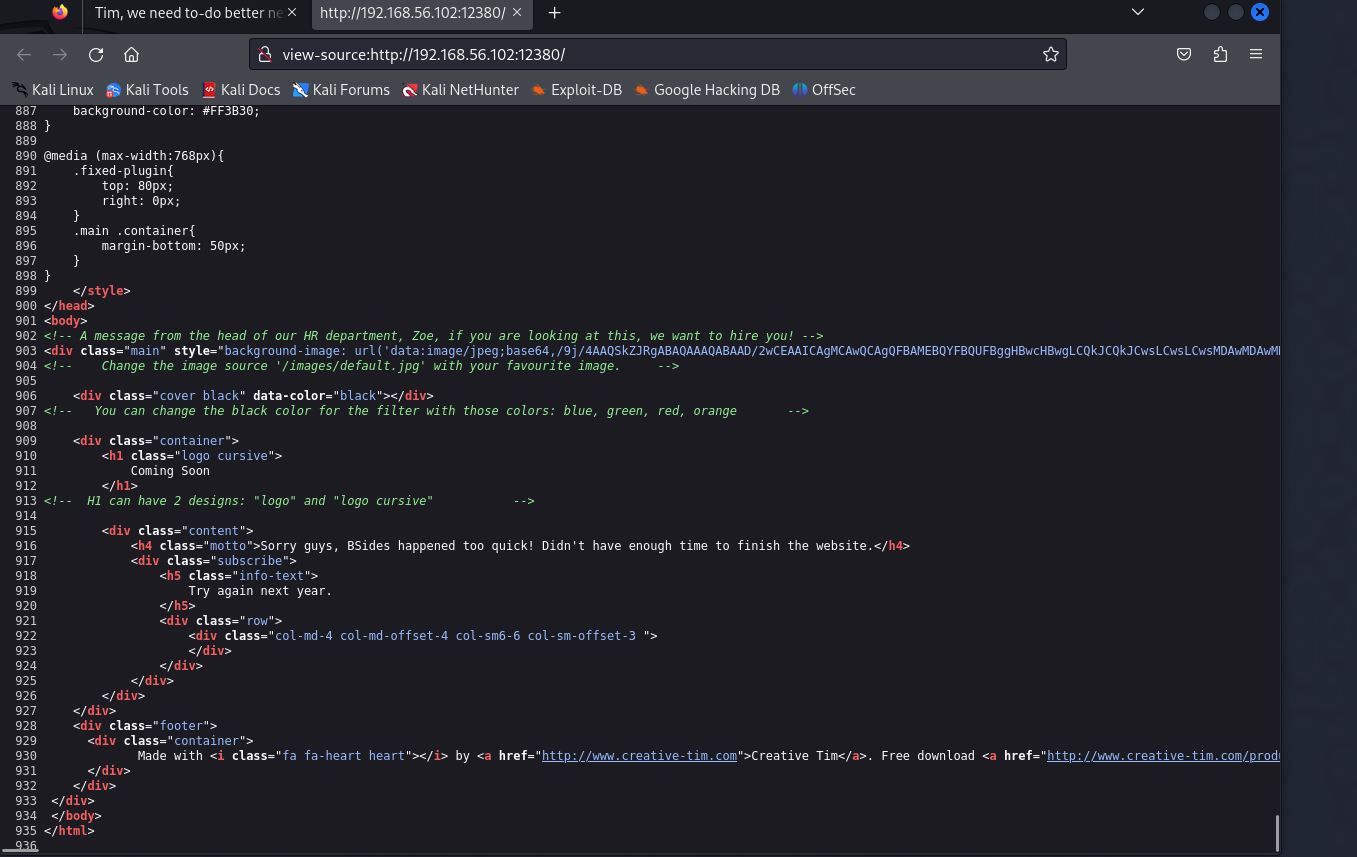 Tim, we need to-do better ne
http://192.168.56.102:12380/
view-source:http://192.168.56.102:12380/
Kali Linux Kali Tools Kali Docs Kali Forums Kali NetHunter Exploit-DB Google Hacking DB OffSec
887     background-color: #FF3B30;
888 }
889
890 @media (max-width:768px){
891     .fixed-plugin{
892         top: 80px;
893         right: 0px;
894     }
895     .main .container{
896         margin-bottom: 50px;
897     }
898 }
899     </style>
900 </head>
901 <body>
902 <!-- A message from the head of our HR department, Zoe, if you are looking at this, we want to hire you! -->
903 <div class="main" style="background-image: url('data:image/jpeg;base64,/9j/4AAQSkZJRgABAQAAAQABAAD/2wCEAAICAgMCAwQCAgQFBAMEBQYFBQUFBggHBwcHBwgLCQkJCQkJCwsLCwsLCwsMDAwMDAwM
904 <!--    Change the image source '/images/default.jpg' with your favourite image.     -->
905
906     <div class="cover black" data-color="black"></div>
907 <!--   You can change the black color for the filter with those colors: blue, green, red, orange       -->
908
909     <div class="container">
910         <h1 class="logo cursive">
911             Coming Soon
912         </h1>
913 <!--  H1 can have 2 designs: "logo" and "logo cursive"           -->
914
915         <div class="content">
916             <h4 class="motto">Sorry guys, BSides happened too quick! Didn't have enough time to finish the website.</h4>
917             <div class="subscribe">
918                 <h5 class="info-text">
919                     Try again next year.
920                 </h5>
921                 <div class="row">
922                     <div class="col-md-4 col-md-offset-4 col-sm6-6 col-sm-offset-3 ">
923                     </div>
924                 </div>
925             </div>
926         </div>
927     </div>
928     <div class="footer">
929       <div class="container">
930              Made with <i class="fa fa-heart heart"></i> by <a href="http://www.creative-tim.com">Creative Tim</a>. Free download <a href="http://www.creative-tim.com/prod
931       </div>
932     </div>
933  </div>
934  </body>
935 </html>
936